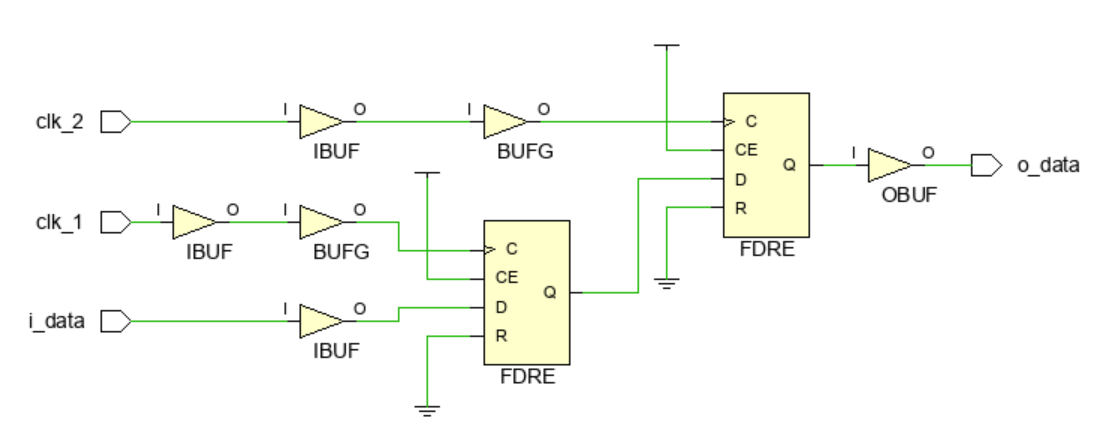 clk_2
I
O
IBUF
I
O
BUFG
C
CE
D
R
Q
FDRE
I
O
OBUF
o_data
clk_1
I
O
IBUF
I
O
BUFG
C
CE
D
R
Q
FDRE
i_data
I
O
IBUF